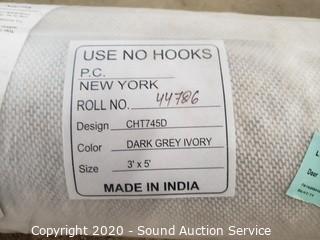 USE NO HOOKS
P.C.
NEW YORK
ROLL NO. 44786
Design CHT745D
Color DARK GREY IVORY
Size 3' x 5'
MADE IN INDIA
Copyright © 2020 - Sound Auction Service